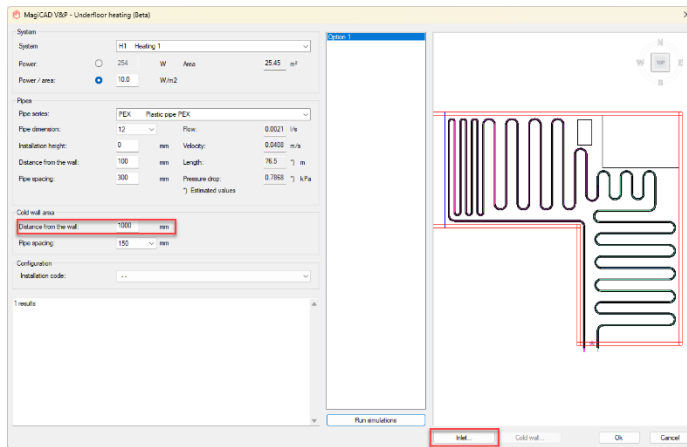 MagiCAD V&P - Underfloor heating (Beta)
System
System H1 Heating 1
Power: 254 W Area 25.45 m²
Power / area: 10.0 W/m2
Pipes
Pipe series: PEX Plastic pipe PEX
Pipe dimension: 12 Flow: 0.0021 l/s
Installation height: 0 mm Velocity: 0.0408 m/s
Distance from the wall: 100 mm Length: 76.5 *) m
Pipe spacing: 300 mm Pressure drop: 0.7868 *) kPa
*) Estimated values
Cold wall area
Distance from the wall: 1000 mm
Pipe spacing: 150 mm
Configuration
Installation code: --
1 results
Option 1
Run simulations
N
W TOP E
S
Inlet... Cold wall... Ok Cancel